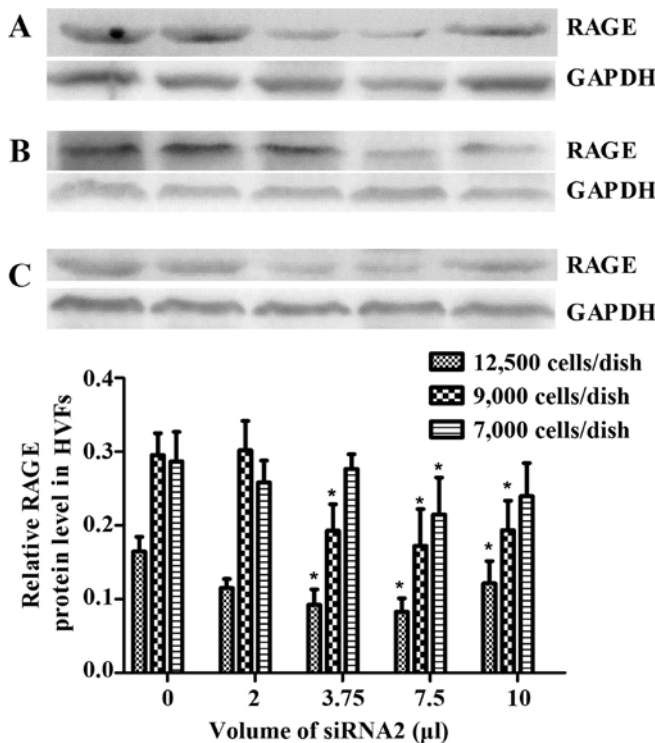 A
RAGE
GAPDH
B
RAGE
GAPDH
C
RAGE
GAPDH
12,500 cells/dish
9,000 cells/dish
7,000 cells/dish
Relative RAGE
protein level in HVFs
0.4
0.3
0.2
0.1
0.0
* * * * * * * *
0 2 3.75 7.5 10
Volume of siRNA2 (μl)